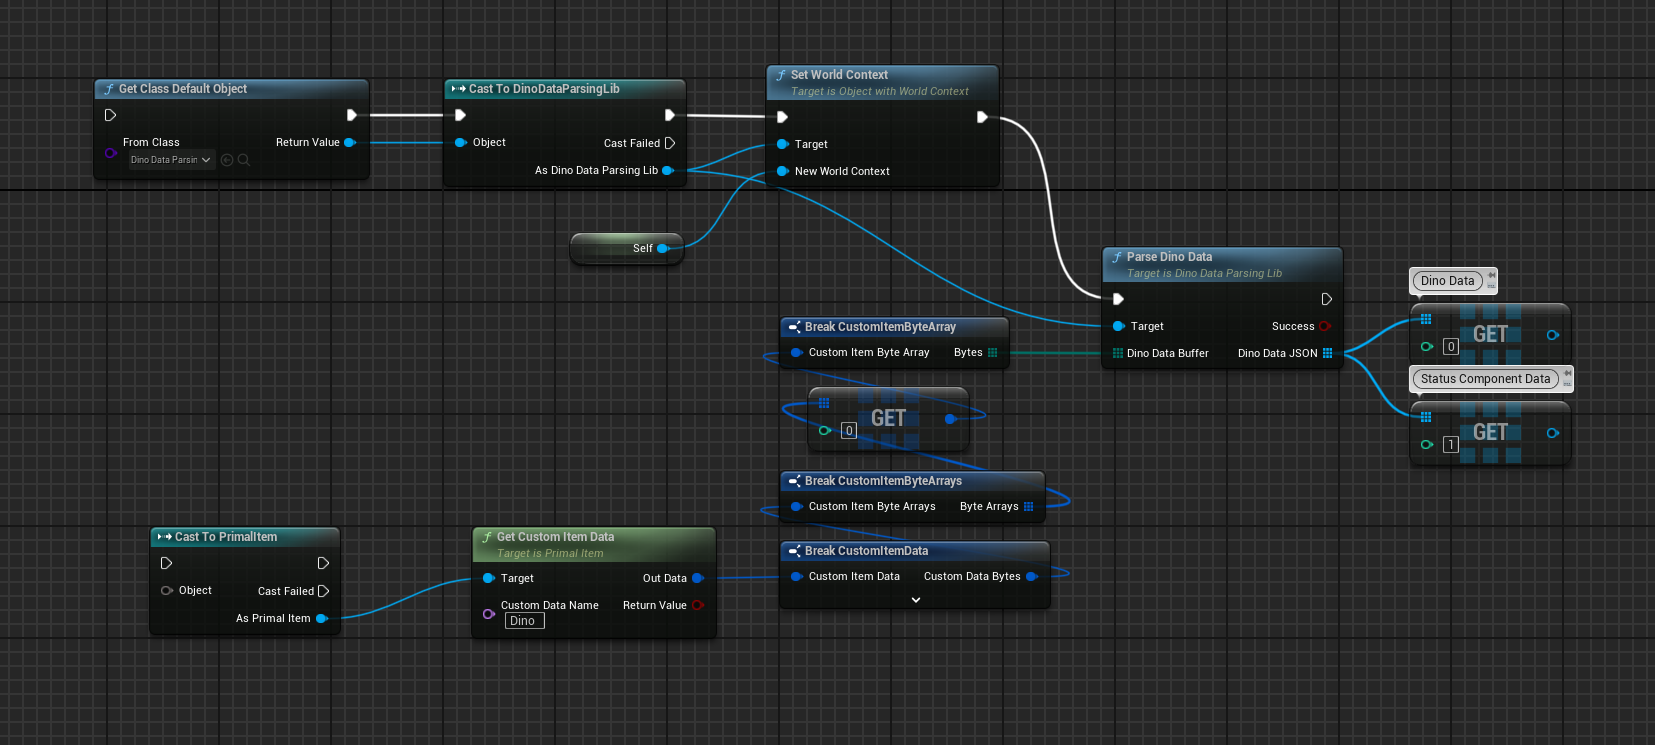 Get Class Default Object
From Class
Return Value
Dino Data Parsin
Cast To DinoDataParsingLib
Object
Cast Failed
As Dino Data Parsing Lib
Set World Context
Target is Object with World Context
Target
New World Context
Self
Parse Dino Data
Target is Dino Data Parsing Lib
Target
Success
Dino Data Buffer
Dino Data JSON
Dino Data
GET
0
Status Component Data
GET
1
Break CustomItemByteArray
Custom Item Byte Array
Bytes
GET
0
Break CustomItemByteArrays
Custom Item Byte Arrays
Byte Arrays
Cast To PrimalItem
Object
Cast Failed
As Primal Item
Get Custom Item Data
Target is Primal Item
Target
Out Data
Custom Data Name
Return Value
Dino
Break CustomItemData
Custom Item Data
Custom Data Bytes